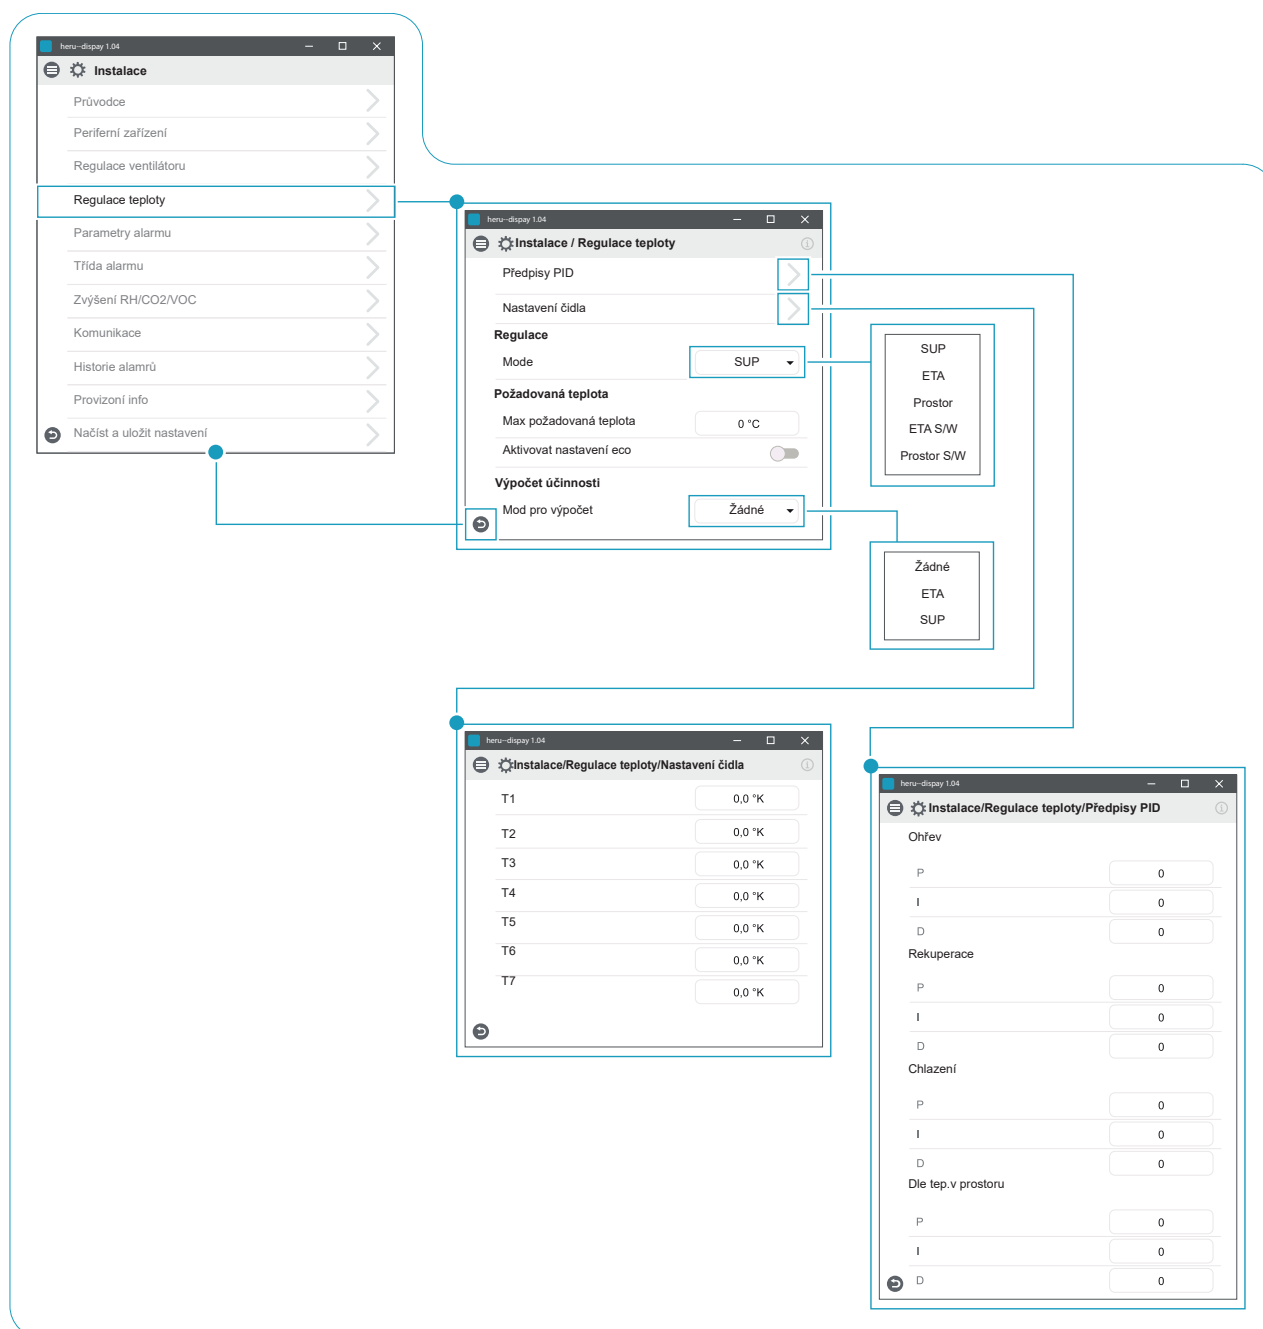 heru--dispay 1.04
Instalace
Průvodce
Periferní zařízení
Regulace ventilátoru
Regulace teploty
Parametry alarmu
Třída alarmu
Zvýšení RH/CO2/VOC
Komunikace
Historie alamrů
Provizoní info
Načíst a uložit nastavení
heru--dispay 1.04
Instalace / Regulace teploty
Předpisy PID
Nastavení čidla
Regulace
Mode SUP
Požadovaná teplota
Max požadovaná teplota 0 °C
Aktivovat nastavení eco
Výpočet účinnosti
Mod pro výpočet Žádné
SUP
ETA
Prostor
ETA S/W
Prostor S/W
Žádné
ETA
SUP
heru--dispay 1.04
Instalace/Regulace teploty/Nastavení čidla
T1 0,0 °K
T2 0,0 °K
T3 0,0 °K
T4 0,0 °K
T5 0,0 °K
T6 0,0 °K
T7 0,0 °K
heru--dispay 1.04
Instalace/Regulace teploty/Předpisy PID
Ohřev
P 0
I 0
D 0
Rekuperace
P 0
I 0
D 0
Chlazení
P 0
I 0
D 0
Dle tep.v prostoru
P 0
I 0
D 0